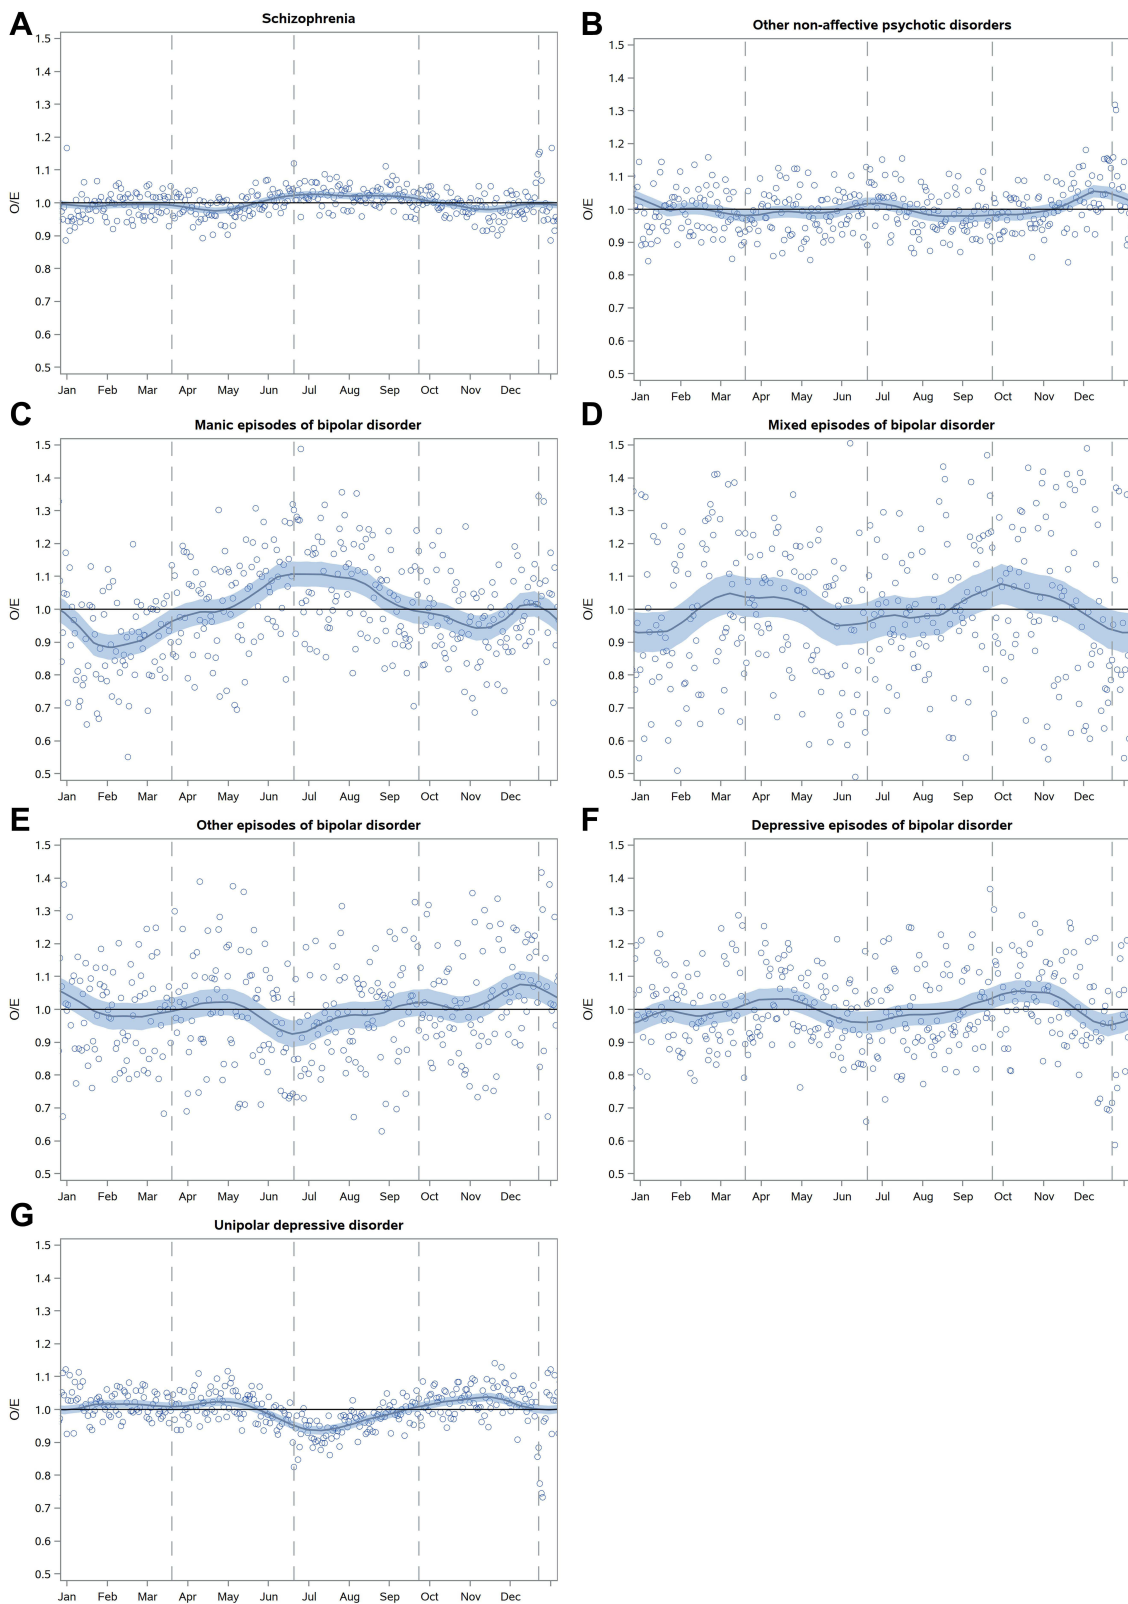 A
Schizophrenia
O/E
1.5
1.4
1.3
1.2
1.1
1.0
0.9
0.8
0.7
0.6
0.5
Jan Feb Mar Apr May Jun Jul Aug Sep Oct Nov Dec
B
Other non-affective psychotic disorders
O/E
1.5
1.4
1.3
1.2
1.1
1.0
0.9
0.8
0.7
0.6
0.5
Jan Feb Mar Apr May Jun Jul Aug Sep Oct Nov Dec
C
Manic episodes of bipolar disorder
O/E
1.5
1.4
1.3
1.2
1.1
1.0
0.9
0.8
0.7
0.6
0.5
Jan Feb Mar Apr May Jun Jul Aug Sep Oct Nov Dec
D
Mixed episodes of bipolar disorder
O/E
1.5
1.4
1.3
1.2
1.1
1.0
0.9
0.8
0.7
0.6
0.5
Jan Feb Mar Apr May Jun Jul Aug Sep Oct Nov Dec
E
Other episodes of bipolar disorder
O/E
1.5
1.4
1.3
1.2
1.1
1.0
0.9
0.8
0.7
0.6
0.5
Jan Feb Mar Apr May Jun Jul Aug Sep Oct Nov Dec
F
Depressive episodes of bipolar disorder
O/E
1.5
1.4
1.3
1.2
1.1
1.0
0.9
0.8
0.7
0.6
0.5
Jan Feb Mar Apr May Jun Jul Aug Sep Oct Nov Dec
G
Unipolar depressive disorder
O/E
1.5
1.4
1.3
1.2
1.1
1.0
0.9
0.8
0.7
0.6
0.5
Jan Feb Mar Apr May Jun Jul Aug Sep Oct Nov Dec